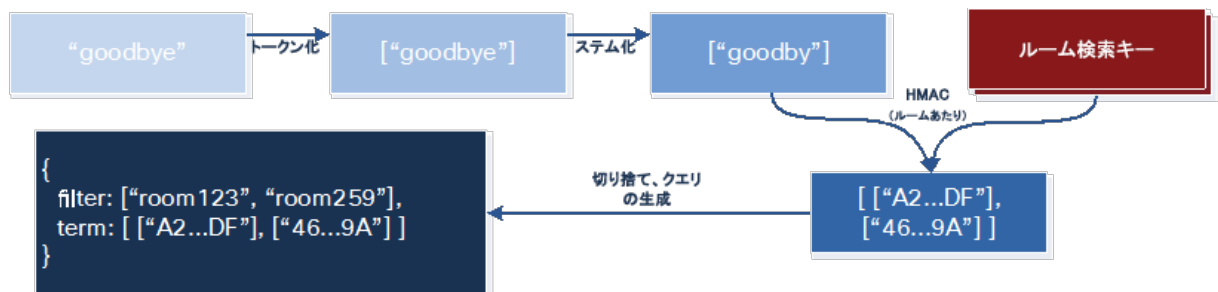 “goodbye”
トークン化
[“goodbye”]
ステム化
[“goodby”]
ルーム検索キー
HMAC
(ルームあたり)
[ [“A2...DF”],
[“46...9A”] ]
切り捨て、クエリ
の生成
{
filter: [“room123”, “room259”],
term: [ [“A2...DF”], [“46...9A”] ]
}